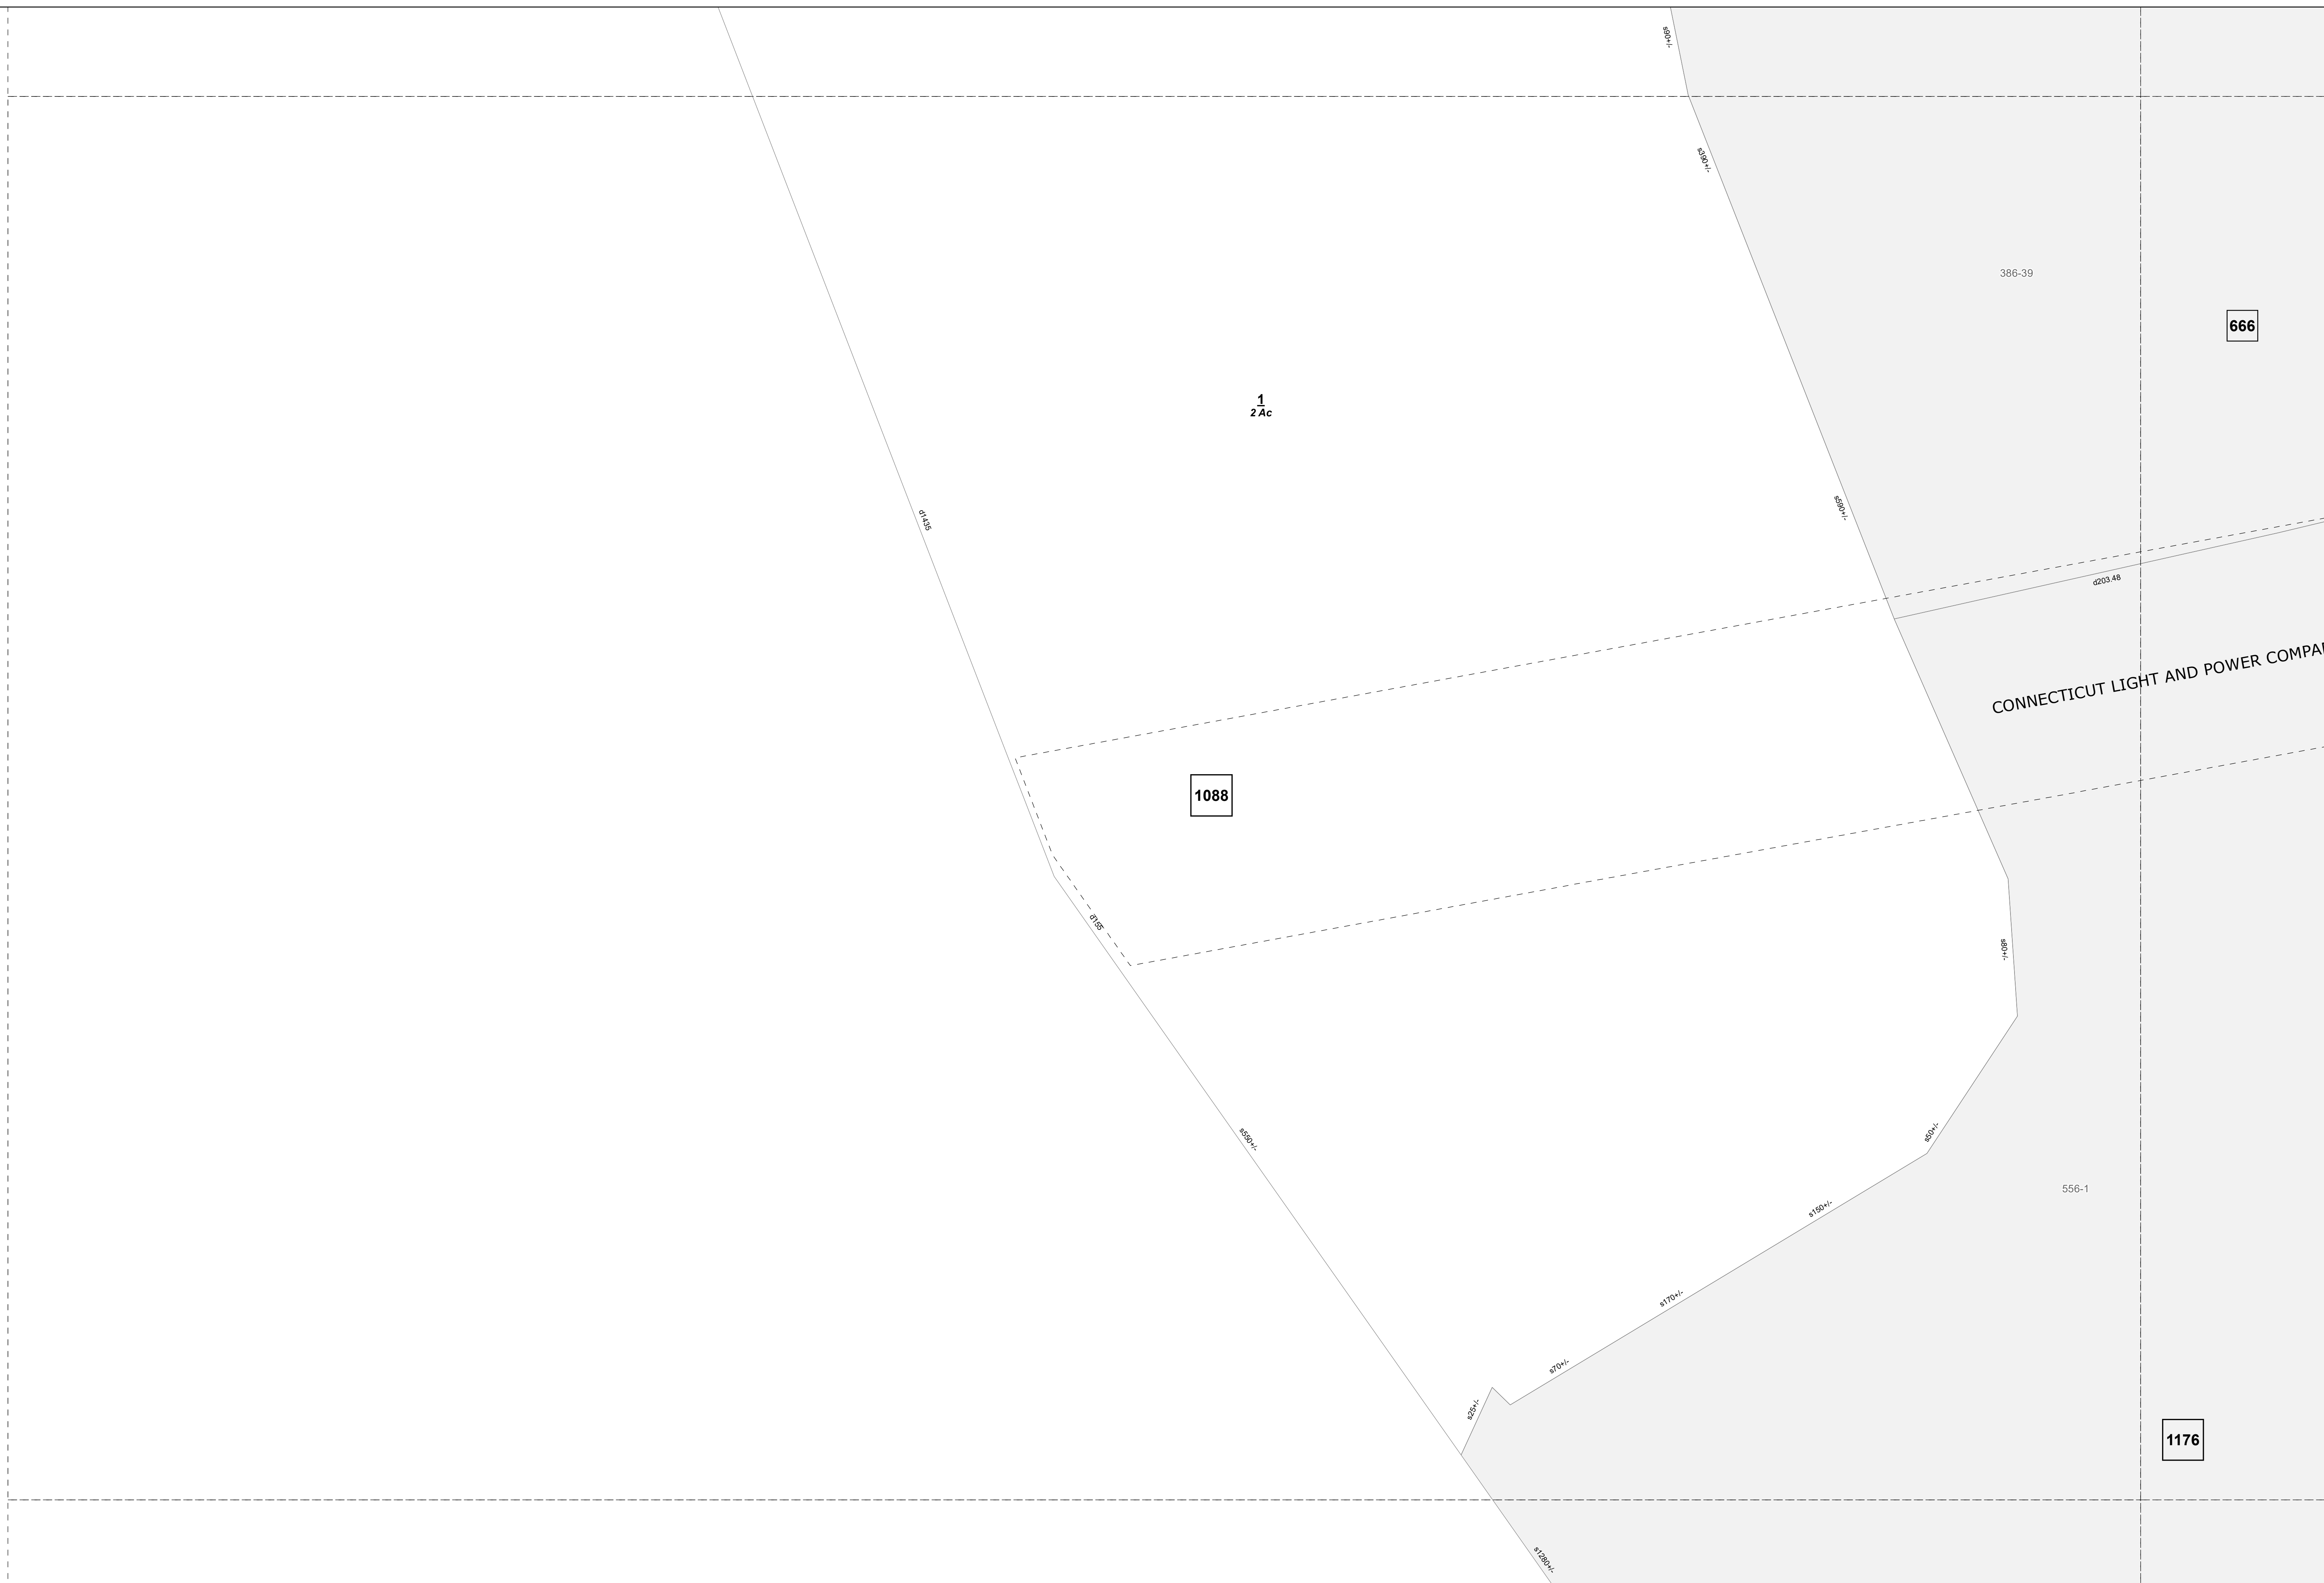 s90+/-
s390+/-
386-39
666
1
2 Ac
s590+/-
d1435
d203.48
CONNECTICUT LIGHT AND POWER
1088
d155
s80+/-
s50+/-
s550+/-
556-1
s150+/-
s170+/-
s70+/-
s25+/-
1176
s1280+/-